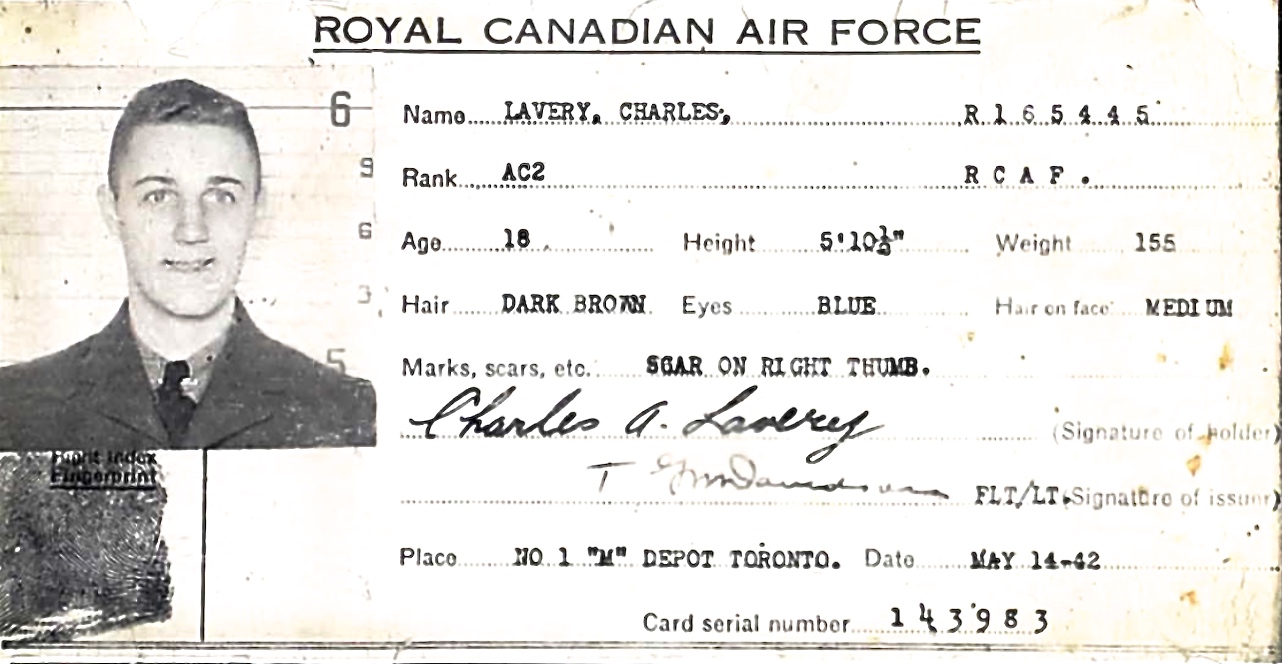 ROYAL CANADIAN AIR FORCE
6
9
6
3
5
Name LAVERY, CHARLES, R165445
Rank AC2 RCAF.
Age 18 Height 5'10½" Weight 155
Hair DARK BROWN Eyes BLUE Hair on face MEDIUM
Marks, scars, etc. SCAR ON RIGHT THUMB.
Charles A. Lavery (Signature of holder)
FLT/LT. (Signature of issuer)
Right Index
Fingerprint
Place NO 1 "M" DEPOT TORONTO. Date MAY 14-42
Card serial number 143983